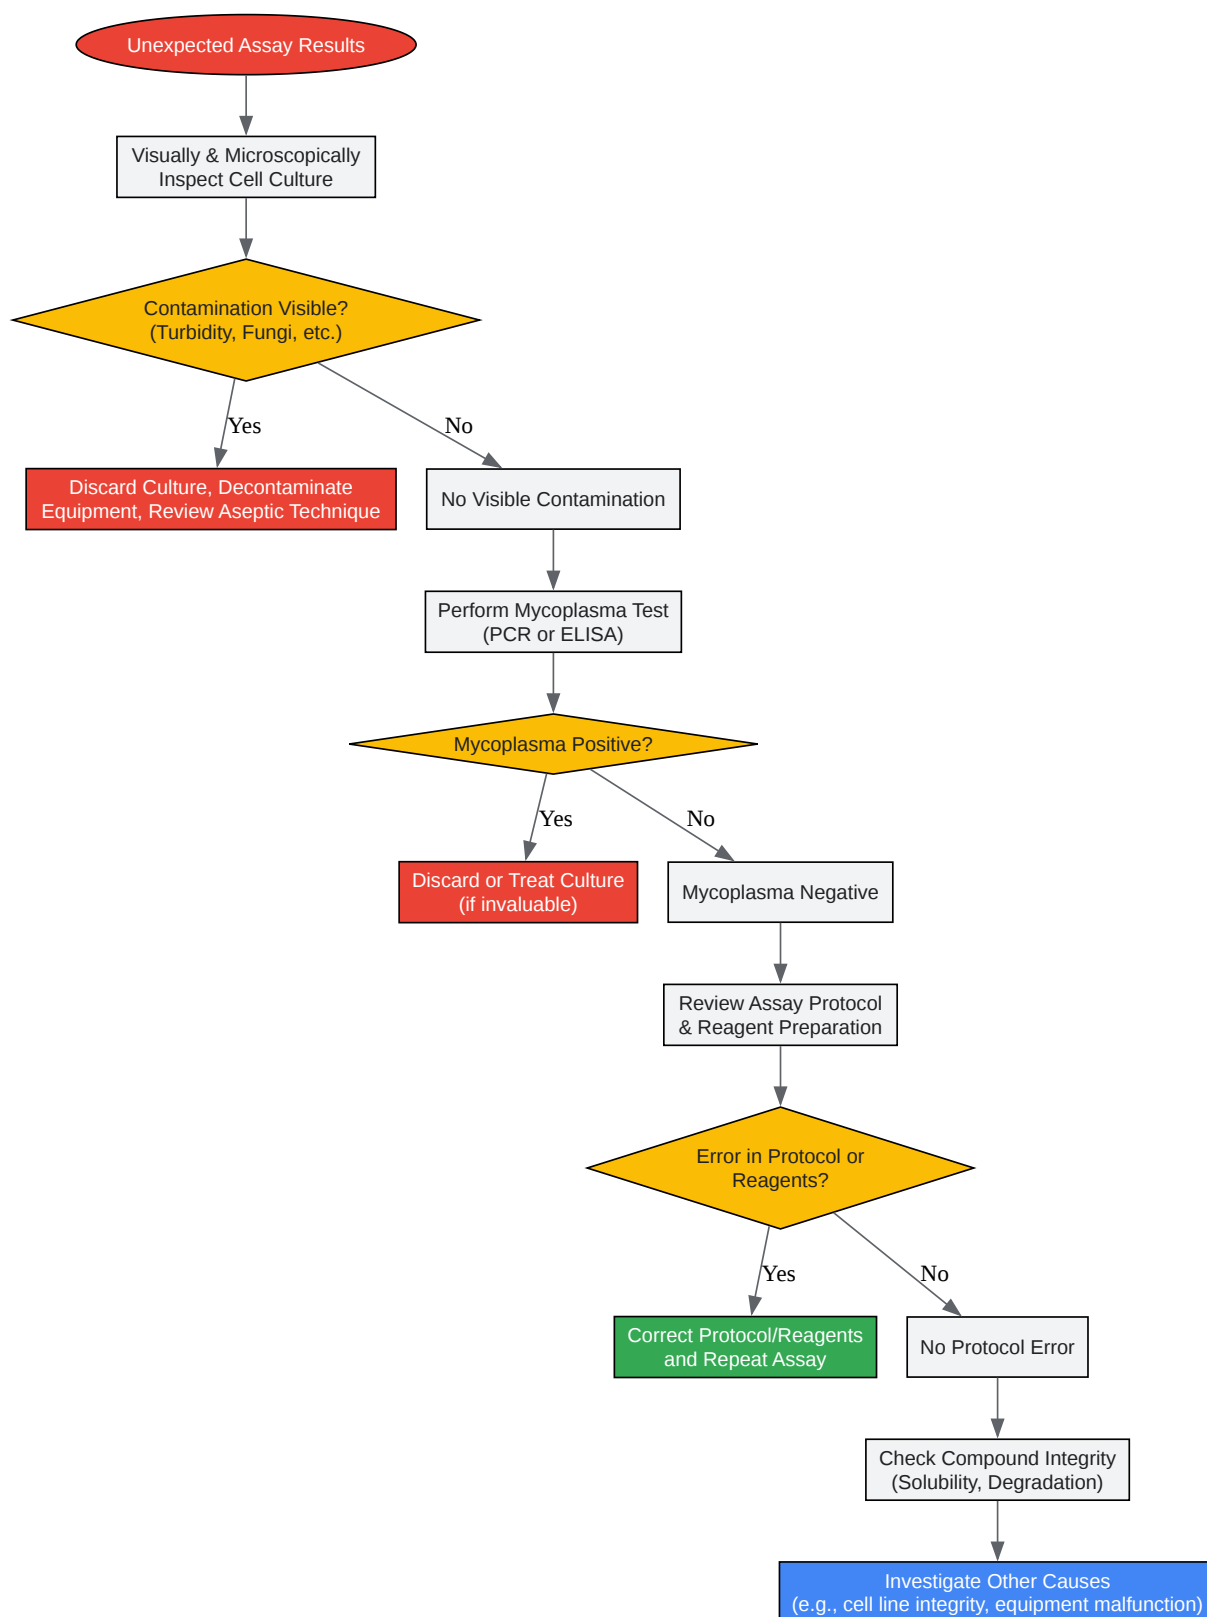 Unexpected Assay Results
Visually & Microscopically
Inspect Cell Culture
Contamination Visible?
(Turbidity, Fungi, etc.)
Yes
No
Discard Culture, Decontaminate
Equipment, Review Aseptic Technique
No Visible Contamination
Perform Mycoplasma Test
(PCR or ELISA)
Mycoplasma Positive?
Yes
No
Discard or Treat Culture
(if invaluable)
Mycoplasma Negative
Review Assay Protocol
& Reagent Preparation
Error in Protocol or
Reagents?
Yes
No
Correct Protocol/Reagents
and Repeat Assay
No Protocol Error
Check Compound Integrity
(Solubility, Degradation)
Investigate Other Causes
(e.g., cell line integrity, equipment malfunction)